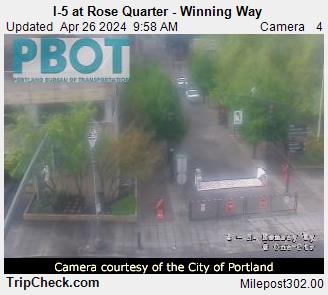 I-5 at Rose Quarter - Winning Way
Updated Apr 26 2024 9:58 AM Camera 4
PBOT
PORTLAND BUREAU OF TRANSPORTATION
Camera courtesy of the City of Portland
TripCheck.com Milepost302.00